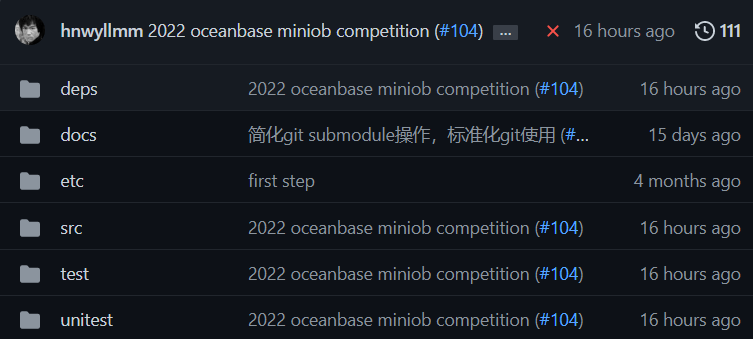 hnwyllmm 2022 oceanbase miniob competition (#104) ... 16 hours ago 111
deps 2022 oceanbase miniob competition (#104) 16 hours ago
docs 简化git submodule操作，标准化git使用 (#... 15 days ago
etc first step 4 months ago
src 2022 oceanbase miniob competition (#104) 16 hours ago
test 2022 oceanbase miniob competition (#104) 16 hours ago
unitest 2022 oceanbase miniob competition (#104) 16 hours ago